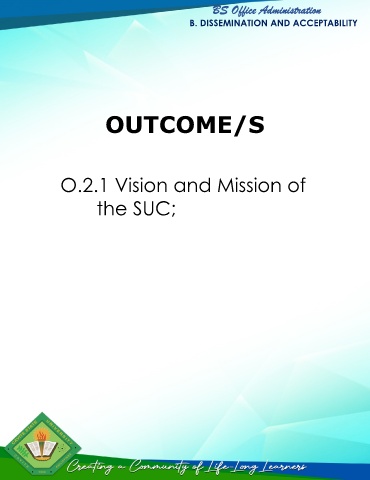 BS Office Administration
B. DISSEMINATION AND ACCEPTABILITY
OUTCOME/S
O.2.1 Vision and Mission of
the SUC;
Creating a Community of Life Long Learners